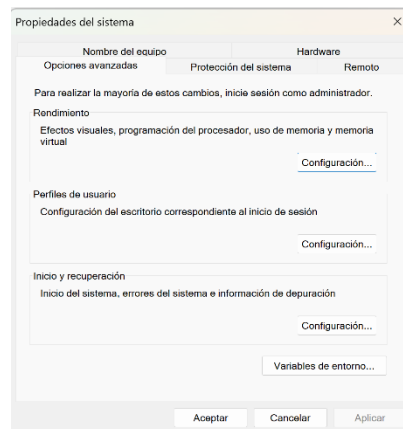 Propiedades del sistema
Nombre del equipo Hardware
Opciones avanzadas Protección del sistema Remoto
Para realizar la mayoría de estos cambios, inicie sesión como administrador.
Rendimiento
Efectos visuales, programación del procesador, uso de memoria y memoria
virtual
Configuración...
Perfiles de usuario
Configuración del escritorio correspondiente al inicio de sesión
Configuración...
Inicio y recuperación
Inicio del sistema, errores del sistema e información de depuración
Configuración...
Variables de entorno...
Aceptar Cancelar Aplicar